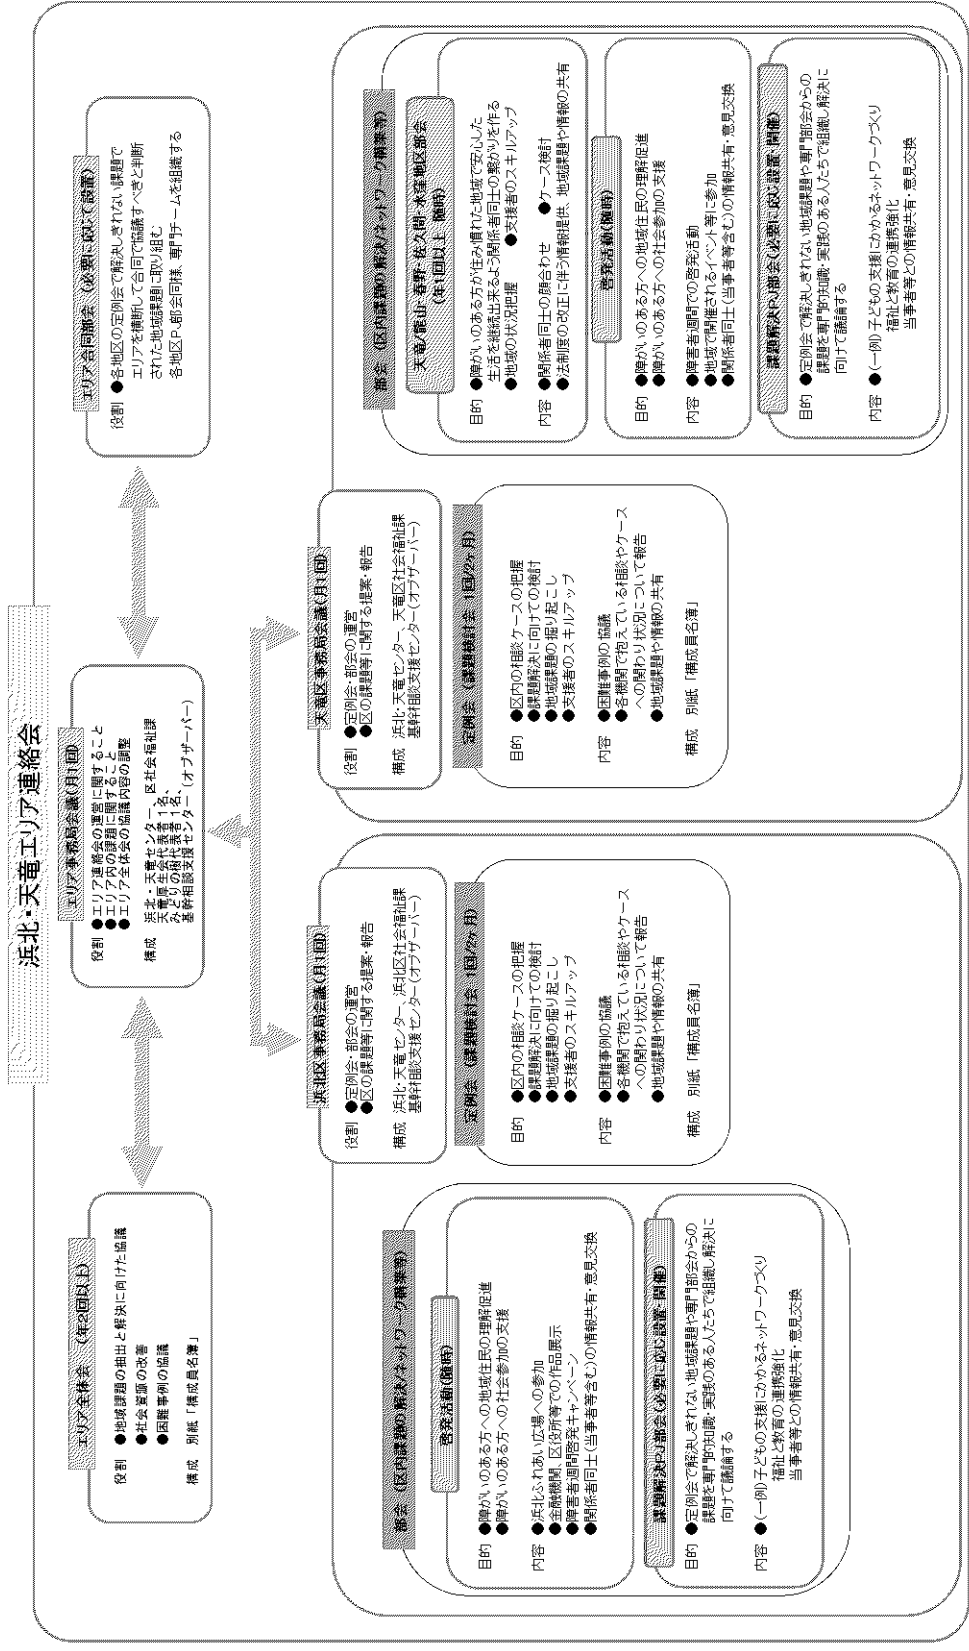 浜北・天竜エリア連絡会
エリア全体会 （年2回以上）
役割 ●地域課題の抽出と解決に向けた協議
●社会資源の改善
●困難事例の協議
構成 別紙「構成員名簿」
エリア事務局会議（月1回）
役割 ●エリア連絡会の運営に関すること
●エリア内の課題に関すること
●エリア全体会の協議内容の調整
構成 浜北・天竜センター、区社会福祉課
天竜厚生会代表者 1名、
みどりの樹代表者 1名、
基幹相談支援センター（オブザーバー）
エリア合同部会（必要に応じて設置）
役割 ●各地区の定例会で解決しきれない課題で
エリアを横断して合同で協議すべきと判断
された地域課題に取り組む
各地区PJ部会同様、専門チームを組織する
浜北区事務局会議（月1回）
役割 ●定例会・部会の運営
●区の課題等に関する提案・報告
構成 浜北・天竜センター、浜北区社会福祉課
基幹相談支援センター（オブザーバー）
定例会 （課題検討会 1回/2ヶ月）
目的 ●区内の相談ケースの把握
●課題解決に向けての検討
●地域課題の掘り起こし
●支援者のスキルアップ
内容 ●困難事例の協議
●各機関で抱えている相談やケース
への関わり状況について報告
●地域課題や情報の共有
構成 別紙「構成員名簿」
部会 （区内課題の解決/ネットワーク構築等）
啓発活動（随時）
目的 ●障がいのある方への地域住民の理解促進
●障がいのある方への社会参加の支援
内容 ●浜北ふれあい広場への参加
●金融機関、区役所等での作品展示
●障害者週間啓発キャンペーン
●関係者同士（当事者等含む）の情報共有・意見交換
課題解決PJ部会（必要に応じ設置・開催）
目的 ●定例会で解決しきれない地域課題や専門部会からの
課題を専門的知識・実践のある人たちで組織し解決に
向けて議論する
内容 ●（一例）子どもの支援にかかるネットワークづくり
福祉と教育の連携強化
当事者等との情報共有・意見交換
天竜区事務局会議（月1回）
役割 ●定例会・部会の運営
●区の課題等に関する提案・報告
構成 浜北・天竜センター、天竜区社会福祉課
基幹相談支援センター（オブザーバー）
定例会 （課題検討会 1回/2ヶ月）
目的 ●区内の相談ケースの把握
●課題解決に向けての検討
●地域課題の掘り起こし
●支援者のスキルアップ
内容 ●困難事例の協議
●各機関で抱えている相談やケース
への関わり状況について報告
●地域課題や情報の共有
構成 別紙「構成員名簿」
部会 （区内課題の解決/ネットワーク構築等）
天竜/龍山・春野・佐久間・水窪地区部会
（年1回以上 随時）
目的 ●障がいのある方が住み慣れた地域で安心した
生活を継続出来るよう関係者同士の繋がりを作る
●地域の状況把握 ●支援者のスキルアップ
内容 ●関係者同士の顔合わせ ●ケース検討
●法制度の改正に伴う情報提供、地域課題や情報の共有
啓発活動（随時）
目的 ●障がいのある方への地域住民の理解促進
●障がいのある方への社会参加の支援
内容 ●障害者週間での啓発活動
●地域で開催されるイベント等に参加
●関係者同士（当事者等含む）の情報共有・意見交換
課題解決PJ部会（必要に応じ設置・開催）
目的 ●定例会で解決しきれない地域課題や専門部会からの
課題を専門的知識・実践のある人たちで組織し解決に
向けて議論する
内容 ●（一例）子どもの支援にかかるネットワークづくり
福祉と教育の連携強化
当事者等との情報共有・意見交換